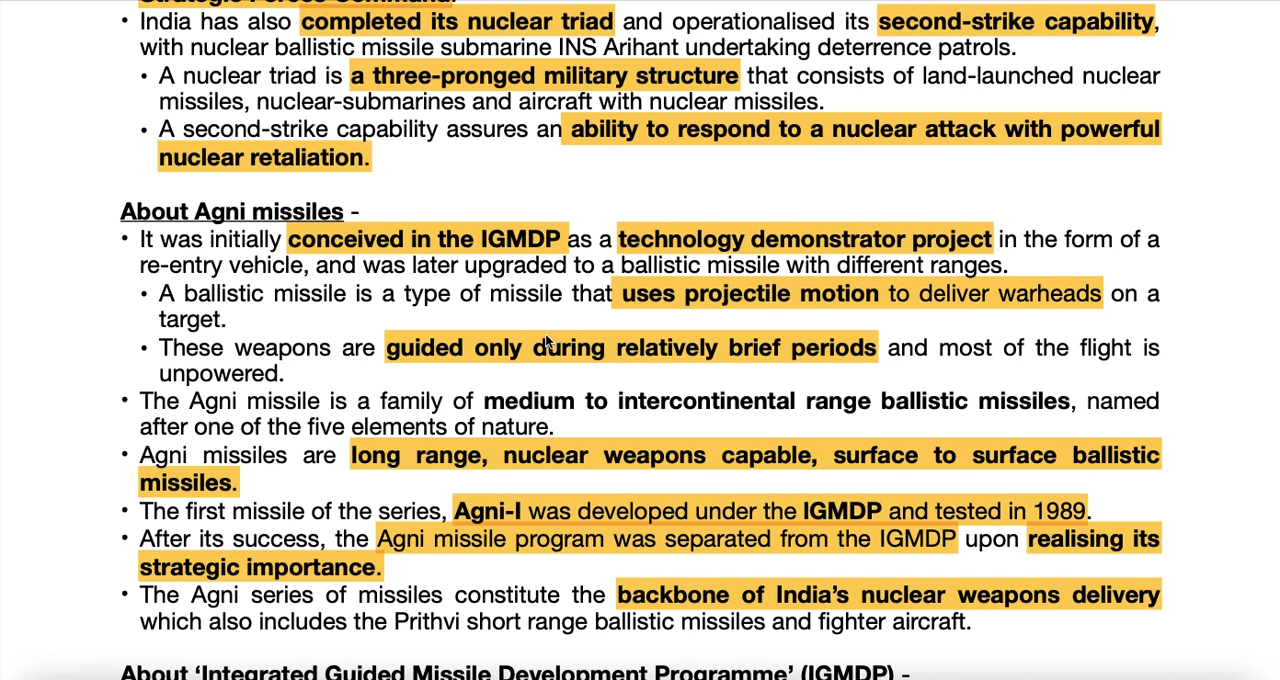 Strategic Forces Command.
• India has also completed its nuclear triad and operationalised its second-strike capability,
with nuclear ballistic missile submarine INS Arihant undertaking deterrence patrols.
• A nuclear triad is a three-pronged military structure that consists of land-launched nuclear
missiles, nuclear-submarines and aircraft with nuclear missiles.
• A second-strike capability assures an ability to respond to a nuclear attack with powerful
nuclear retaliation.
About Agni missiles -
• It was initially conceived in the IGMDP as a technology demonstrator project in the form of a
re-entry vehicle, and was later upgraded to a ballistic missile with different ranges.
• A ballistic missile is a type of missile that uses projectile motion to deliver warheads on a
target.
• These weapons are guided only during relatively brief periods and most of the flight is
unpowered.
• The Agni missile is a family of medium to intercontinental range ballistic missiles, named
after one of the five elements of nature.
• Agni missiles are long range, nuclear weapons capable, surface to surface ballistic
missiles.
• The first missile of the series, Agni-I was developed under the IGMDP and tested in 1989.
• After its success, the Agni missile program was separated from the IGMDP upon realising its
strategic importance.
• The Agni series of missiles constitute the backbone of India's nuclear weapons delivery
which also includes the Prithvi short range ballistic missiles and fighter aircraft.
About 'Integrated Guided Missile Development Programme' (IGMDP) -